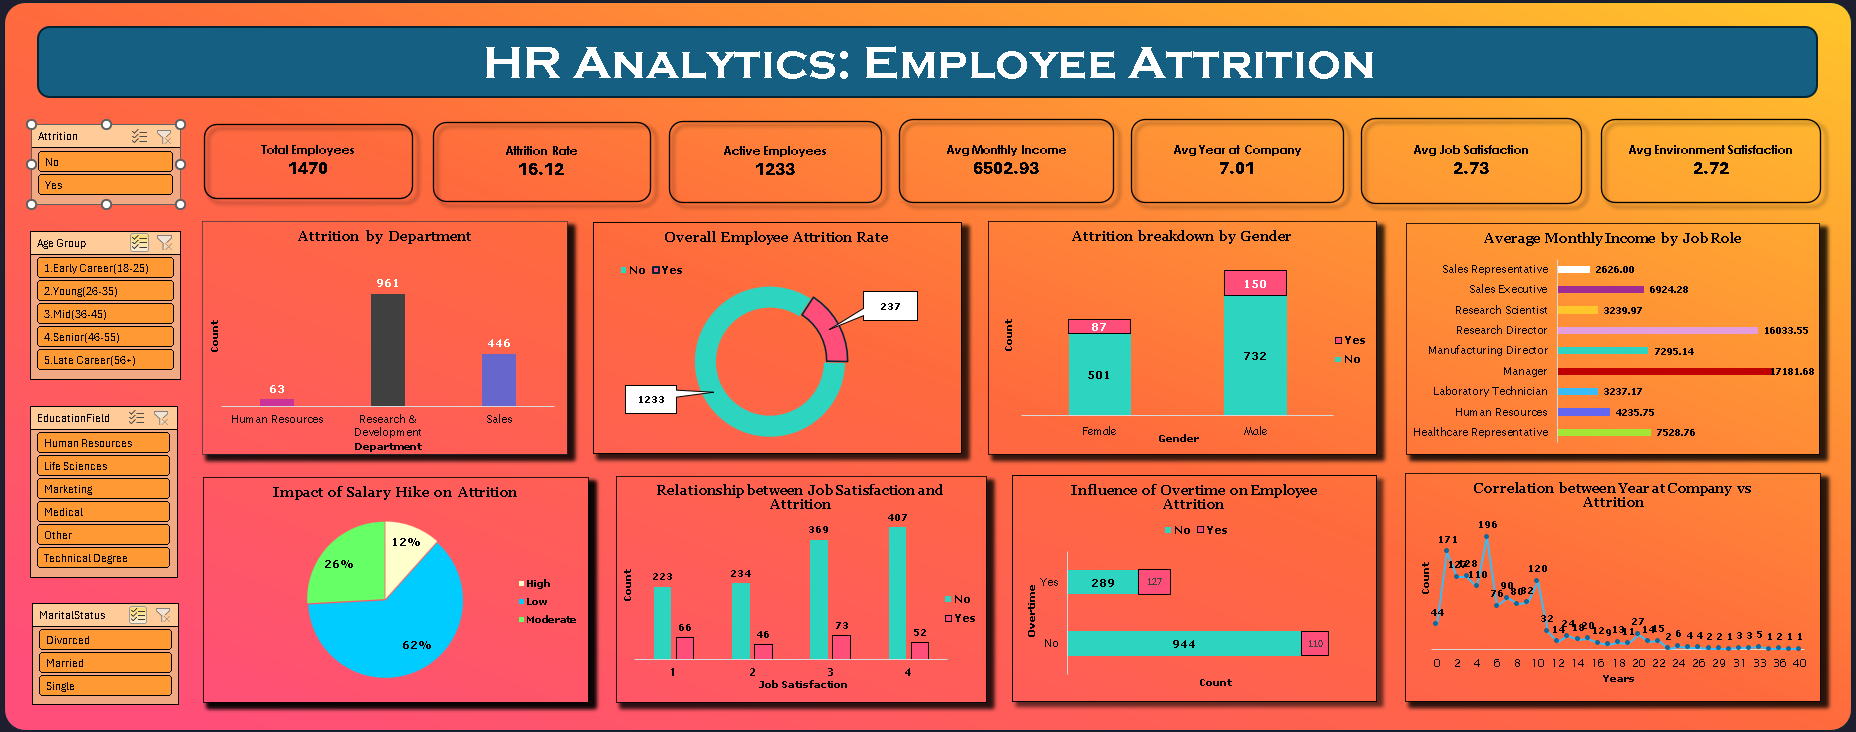 HR Analytics: Employee Attrition
Attrition
No
Yes
Total Employees
1470
Attrition Rate
16.12
Active Employees
1233
Avg Monthly Income
6502.93
Avg Year at Company
7.01
Avg Job Satisfaction
2.73
Avg Environment Satisfaction
2.72
Age Group
1.Early Career(18-25)
2.Young(26-35)
3.Mid(36-45)
4.Senior(46-55)
5.Late Career(56+)
EducationField
Human Resources
Life Sciences
Marketing
Medical
Other
Technical Degree
MaritalStatus
Divorced
Married
Single
Attrition by Department
Count
63
961
446
Human Resources
Research &
Development
Sales
Department
Overall Employee Attrition Rate
No Yes
237
1233
Attrition breakdown by Gender
Count
87
501
150
732
Yes
No
Female
Male
Gender
Average Monthly Income by Job Role
Sales Representative 2626.00
Sales Executive 6924.28
Research Scientist 3239.97
Research Director 16033.55
Manufacturing Director 7295.14
Manager 17181.68
Laboratory Technician 3237.17
Human Resources 4235.75
Healthcare Representative 7528.76
Impact of Salary Hike on Attrition
12%
26%
62%
High
Low
Moderate
Relationship between Job Satisfaction and
Attrition
Count
223 66 234 46 369 73 407 52
No
Yes
1 2 3 4
Job Satisfaction
Influence of Overtime on Employee
Attrition
No Yes
Overtime
Yes 289 127
No 944 110
Count
Correlation between Year at Company vs
Attrition
Count
44 171 128 110 196 76 90 82 120 32 14 24 18 20 12 9 13 11 27 14 15 2 6 4 4 2 2 1 3 3 5 1 2 1 1
0 2 4 6 8 10 12 14 16 18 20 22 24 26 29 31 33 36 40
Years